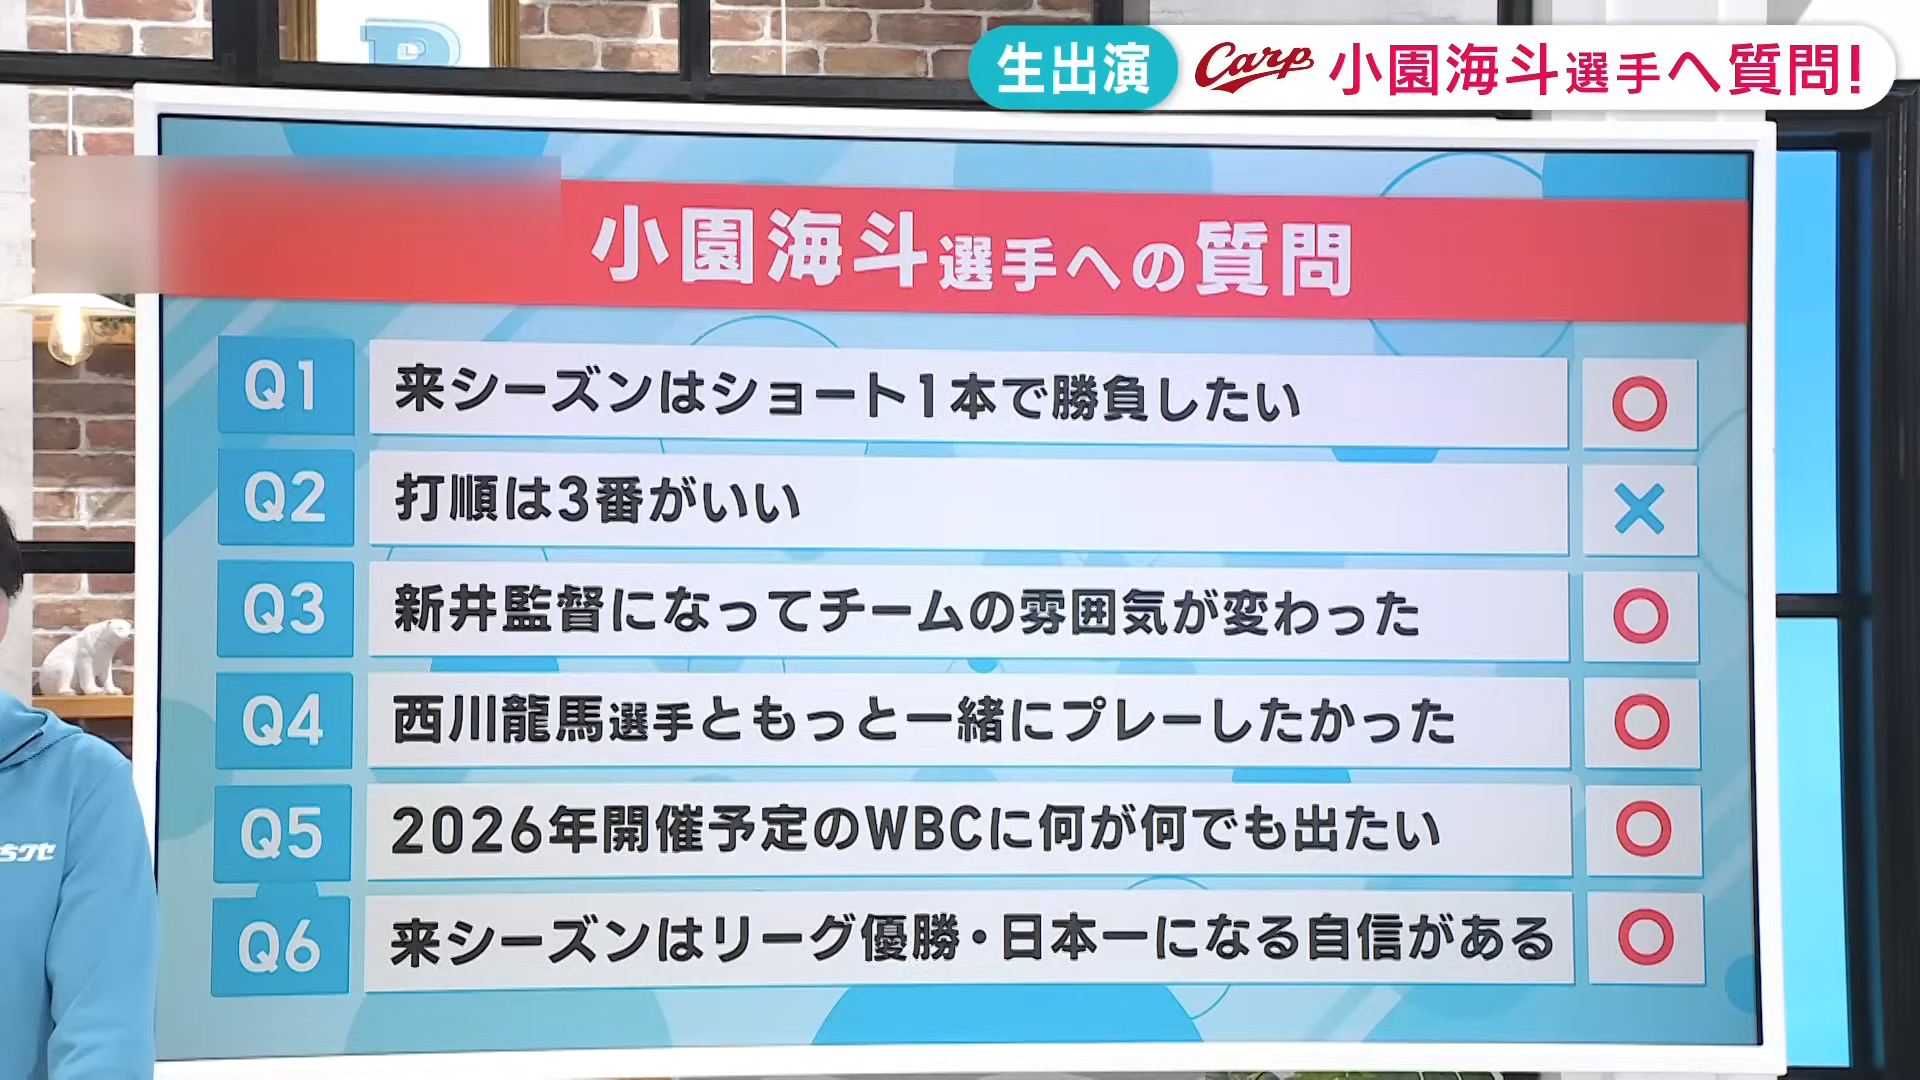 生出演 Carp 小園海斗選手へ質問!
小園海斗選手への質問
Q1 来シーズンはショート1本で勝負したい ○
Q2 打順は3番がいい ×
Q3 新井監督になってチームの雰囲気が変わった ○
Q4 西川龍馬選手ともっと一緒にプレーしたかった ○
Q5 2026年開催予定のWBCに何が何でも出たい ○
Q6 来シーズンはリーグ優勝・日本一になる自信がある ○